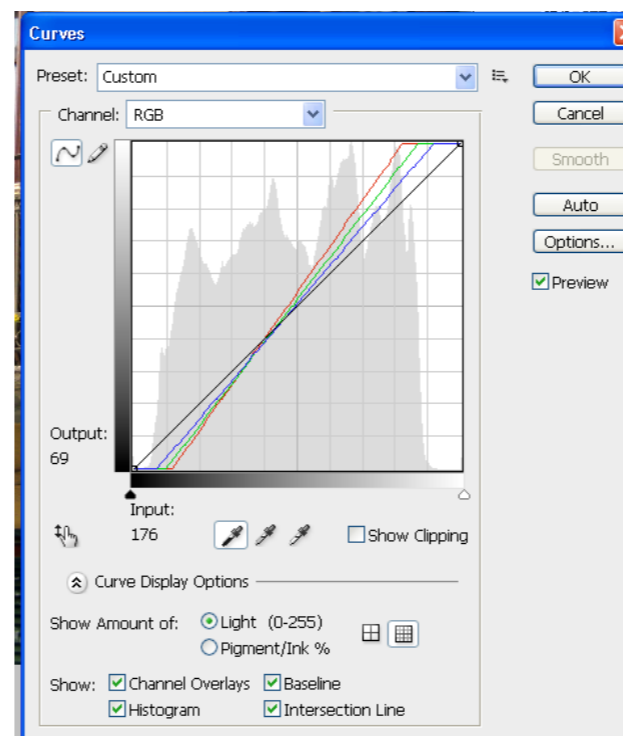 Curves
Preset: Custom
OK
Channel: RGB
Cancel
Smooth
Auto
Options...
Preview
Output:
69
Input:
176
Show Clipping
Curve Display Options
Show Amount of: Light (0-255)
Pigment/Ink %
Show: Channel Overlays Baseline
Histogram Intersection Line